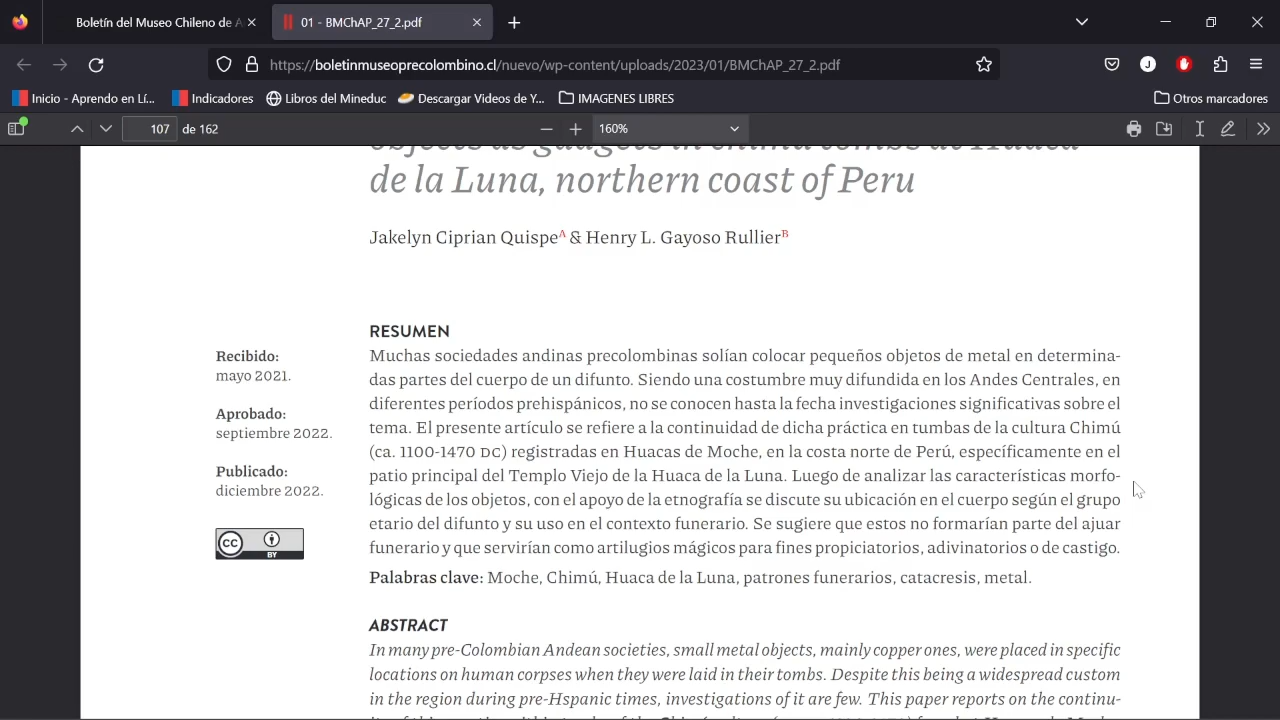 Boletín del Museo Chileno de A
01 - BMChAP_27_2.pdf
https://boletinmuseoprecolombino.cl/nuevo/wp-content/uploads/2023/01/BMChAP_27_2.pdf
J
Inicio - Aprendo en Lí... Indicadores Libros del Mineduc Descargar Videos de Y... IMAGENES LIBRES Otros marcadores
107 de 162 160%
objects as gadgets in Chimú tombs at Huaca
de la Luna, northern coast of Peru
Jakelyn Ciprian QuispeA & Henry L. Gayoso RullierB
Recibido:
mayo 2021.
Aprobado:
septiembre 2022.
Publicado:
diciembre 2022.
CC BY
RESUMEN
Muchas sociedades andinas precolombinas solían colocar pequeños objetos de metal en determina-
das partes del cuerpo de un difunto. Siendo una costumbre muy difundida en los Andes Centrales, en
diferentes períodos prehispánicos, no se conocen hasta la fecha investigaciones significativas sobre el
tema. El presente artículo se refiere a la continuidad de dicha práctica en tumbas de la cultura Chimú
(ca. 1100-1470 DC) registradas en Huacas de Moche, en la costa norte de Perú, específicamente en el
patio principal del Templo Viejo de la Huaca de la Luna. Luego de analizar las características morfo-
lógicas de los objetos, con el apoyo de la etnografía se discute su ubicación en el cuerpo según el grupo
etario del difunto y su uso en el contexto funerario. Se sugiere que estos no formarían parte del ajuar
funerario y que servirían como artilugios mágicos para fines propiciatorios, adivinatorios o de castigo.
Palabras clave: Moche, Chimú, Huaca de la Luna, patrones funerarios, catacresis, metal.
ABSTRACT
In many pre-Colombian Andean societies, small metal objects, mainly copper ones, were placed in specific
locations on human corpses when they were laid in their tombs. Despite this being a widespread custom
in the region during pre-Hspanic times, investigations of it are few. This paper reports on the continu-